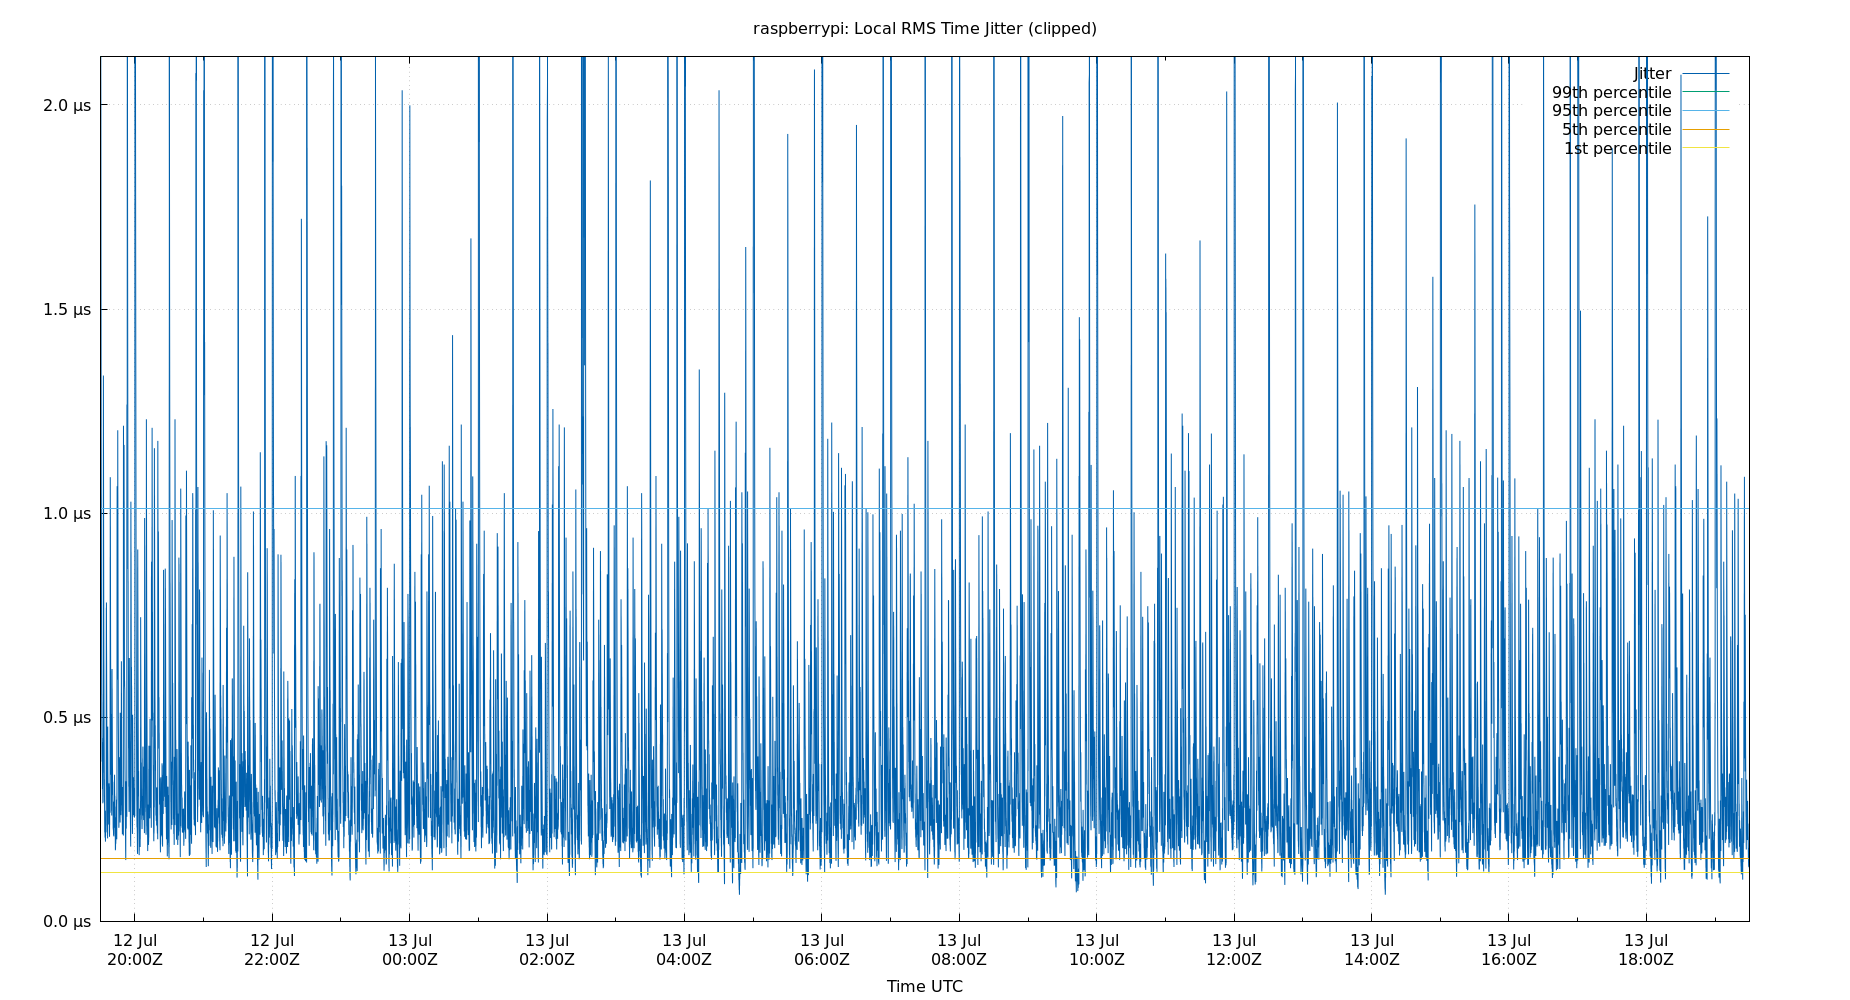 raspberrypi: Local RMS Time Jitter (clipped)
Jitter
99th percentile
95th percentile
5th percentile
1st percentile
2.0 µs
1.5 µs
1.0 µs
0.5 µs
0.0 µs
12 Jul 12 Jul 13 Jul 13 Jul 13 Jul 13 Jul 13 Jul 13 Jul 13 Jul 13 Jul 13 Jul 13 Jul
20:00Z 22:00Z 00:00Z 02:00Z 04:00Z 06:00Z 08:00Z 10:00Z 12:00Z 14:00Z 16:00Z 18:00Z
Time UTC